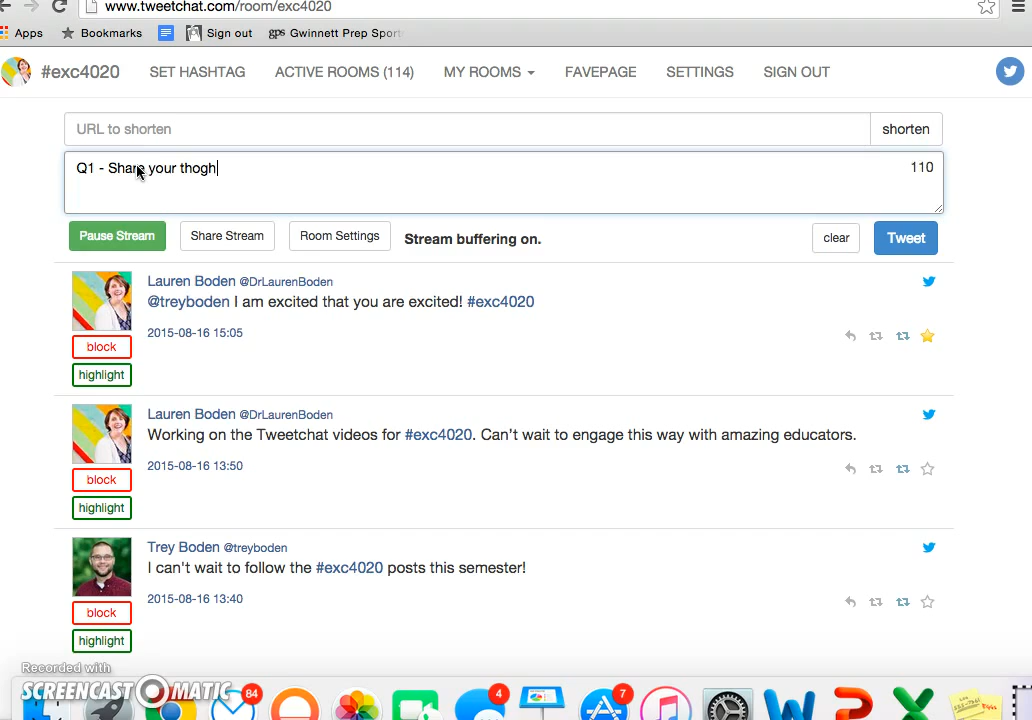 www.tweetchat.com/room/exc4020
Apps Bookmarks Sign out gps Gwinnett Prep Sport
#exc4020 SET HASHTAG ACTIVE ROOMS (114) MY ROOMS FAVEPAGE SETTINGS SIGN OUT
URL to shorten shorten
Q1 - Share your thogh 110
Pause Stream Share Stream Room Settings Stream buffering on. clear Tweet
Lauren Boden @DrLaurenBoden
@treyboden I am excited that you are excited! #exc4020
2015-08-16 15:05
block
highlight
Lauren Boden @DrLaurenBoden
Working on the Tweetchat videos for #exc4020. Can't wait to engage this way with amazing educators.
2015-08-16 13:50
block
highlight
Trey Boden @treyboden
I can't wait to follow the #exc4020 posts this semester!
2015-08-16 13:40
block
highlight
Recorded with
SCREENCAST O MATIC
84 4 7